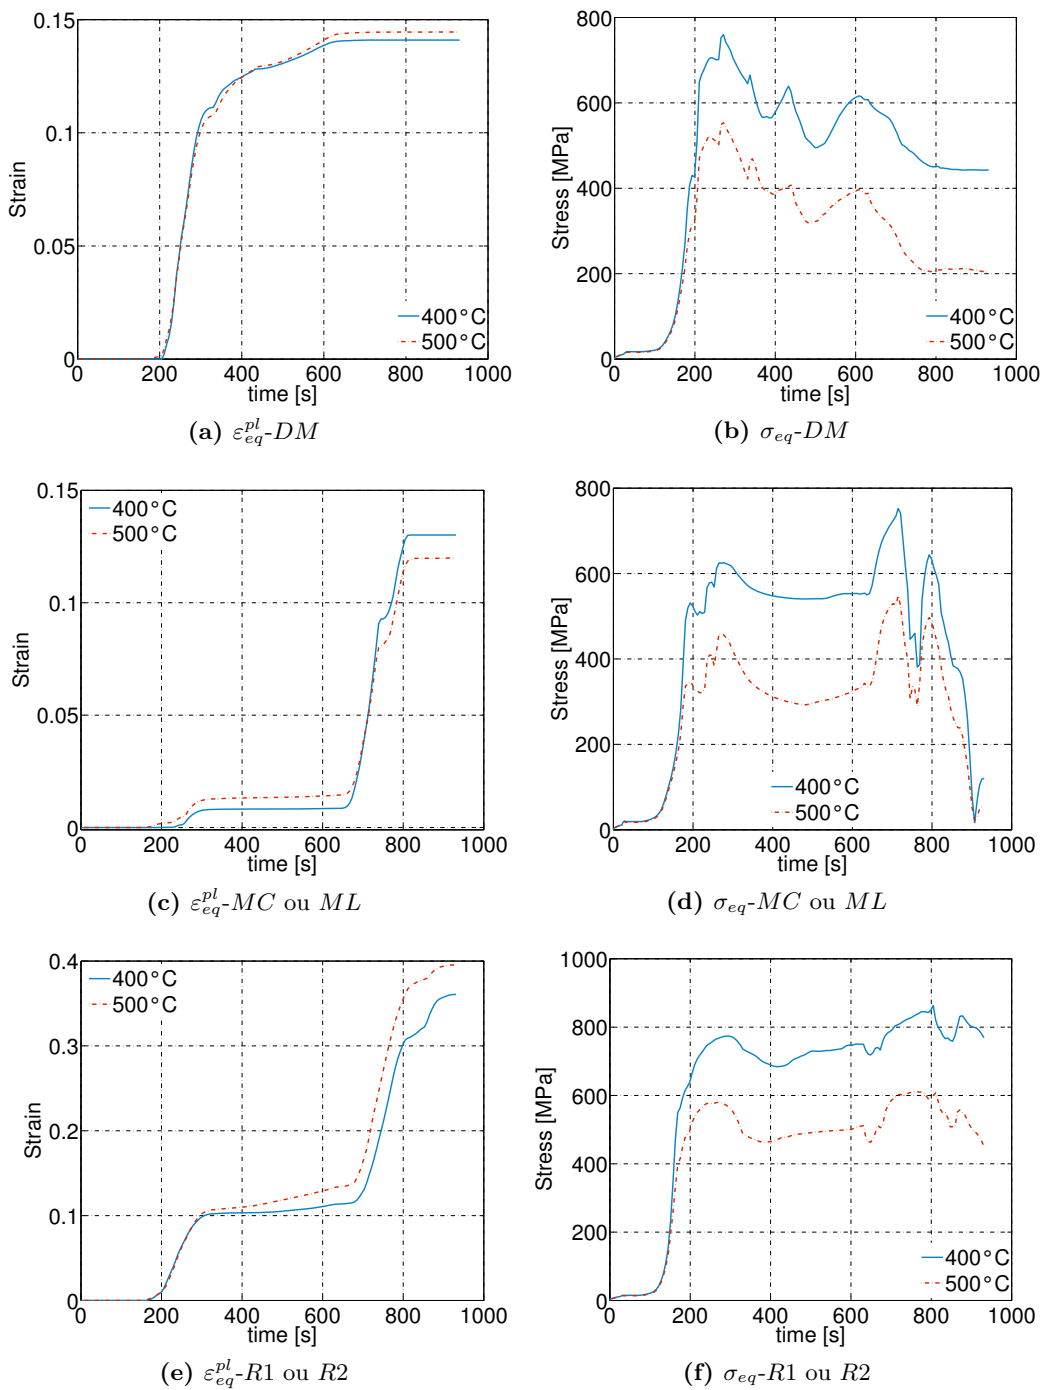 0.15
0.1
0.05
0
Strain
0 200 400 600 800 1000
time [s]
400°C
500°C
(a) ε_eq^pl-DM
800
600
400
200
0
Stress [MPa]
0 200 400 600 800 1000
time [s]
400°C
500°C
(b) σ_eq-DM
0.15
0.1
0.05
0
Strain
400°C
500°C
0 200 400 600 800 1000
time [s]
(c) ε_eq^pl-MC ou ML
800
600
400
200
0
Stress [MPa]
400°C
500°C
0 200 400 600 800 1000
time [s]
(d) σ_eq-MC ou ML
0.4
0.3
0.2
0.1
0
Strain
400°C
500°C
0 200 400 600 800 1000
time [s]
(e) ε_eq^pl-R1 ou R2
1000
800
600
400
200
0
Stress [MPa]
400°C
500°C
0 200 400 600 800 1000
time [s]
(f) σ_eq-R1 ou R2